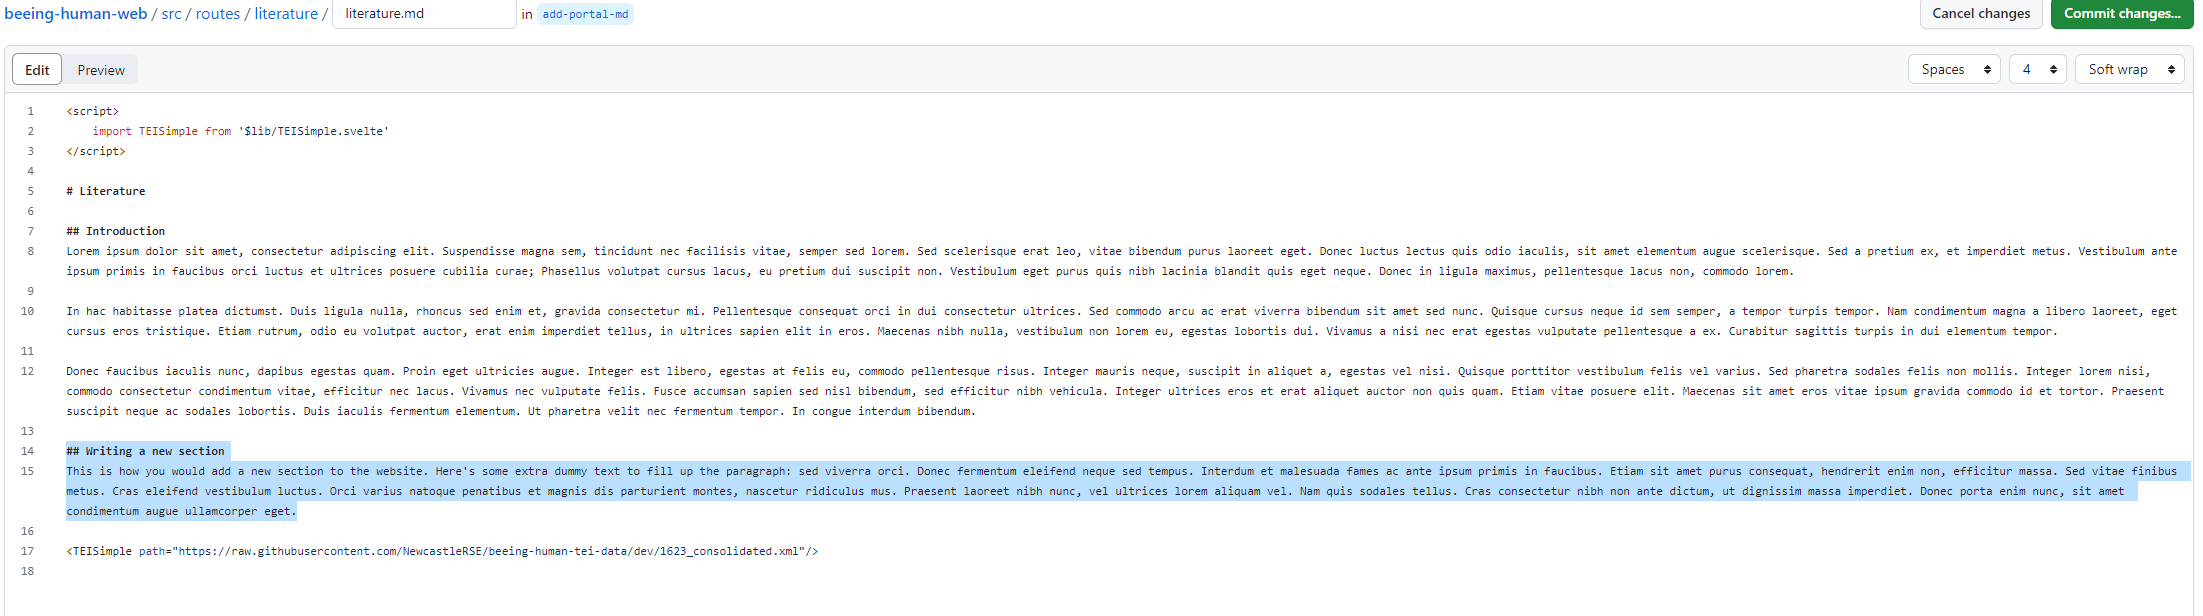 beeing-human-web / src / routes / literature / literature.md in add-portal-md Cancel changes Commit changes...
Edit Preview Spaces 4 Soft wrap
1 <script>
2 import TEISimple from '$lib/TEISimple.svelte'
3 </script>
4
5 # Literature
6
7 ## Introduction
8 Lorem ipsum dolor sit amet, consectetur adipiscing elit. Suspendisse magna sem, tincidunt nec facilisis vitae, semper sed lorem. Sed scelerisque erat leo, vitae bibendum purus laoreet eget. Donec luctus lectus quis odio iaculis, sit amet elementum augue scelerisque. Sed a pretium ex, et imperdiet metus. Vestibulum ante
ipsum primis in faucibus orci luctus et ultrices posuere cubilia curae; Phasellus volutpat cursus lacus, eu pretium dui suscipit non. Vestibulum eget purus quis nibh lacinia blandit quis eget neque. Donec in ligula maximus, pellentesque lacus non, commodo lorem.
9
10 In hac habitasse platea dictumst. Duis ligula nulla, rhoncus sed enim et, gravida consectetur mi. Pellentesque consequat orci in dui consectetur ultrices. Sed commodo arcu ac erat viverra bibendum sit amet sed nunc. Quisque cursus neque id sem semper, a tempor turpis tempor. Nam condimentum magna a libero laoreet, eget
cursus eros tristique. Etiam rutrum, odio eu volutpat auctor, erat enim imperdiet tellus, in ultrices sapien elit in eros. Maecenas nibh nulla, vestibulum non lorem eu, egestas lobortis dui. Vivamus a nisi nec erat egestas vulputate pellentesque a ex. Curabitur sagittis turpis in dui elementum tempor.
11
12 Donec faucibus iaculis nunc, dapibus egestas quam. Proin eget ultricies augue. Integer est libero, egestas at felis eu, commodo pellentesque risus. Integer mauris neque, suscipit in aliquet a, egestas vel nisi. Quisque porttitor vestibulum felis vel varius. Sed pharetra sodales felis non mollis. Integer lorem nisi,
commodo consectetur condimentum vitae, efficitur nec lacus. Vivamus nec vulputate felis. Fusce accumsan sapien sed nisl bibendum, sed efficitur nibh vehicula. Integer ultrices eros et erat aliquet auctor non quis quam. Etiam vitae posuere elit. Maecenas sit amet eros vitae ipsum gravida commodo id et tortor. Praesent
suscipit neque ac sodales lobortis. Duis iaculis fermentum elementum. Ut pharetra velit nec fermentum tempor. In congue interdum bibendum.
13
14 ## Writing a new section
15 This is how you would add a new section to the website. Here's some extra dummy text to fill up the paragraph: sed viverra orci. Donec fermentum eleifend neque sed tempus. Interdum et malesuada fames ac ante ipsum primis in faucibus. Etiam sit amet purus consequat, hendrerit enim non, efficitur massa. Sed vitae finibus
metus. Cras eleifend vestibulum luctus. Orci varius natoque penatibus et magnis dis parturient montes, nascetur ridiculus mus. Praesent laoreet nibh nunc, vel ultrices lorem aliquam vel. Nam quis sodales tellus. Cras consectetur nibh non ante dictum, ut dignissim massa imperdiet. Donec porta enim nunc, sit amet
condimentum augue ullamcorper eget.
16
17 <TEISimple path="https://raw.githubusercontent.com/NewcastleRSE/beeing-human-tei-data/dev/1623_consolidated.xml"/>
18